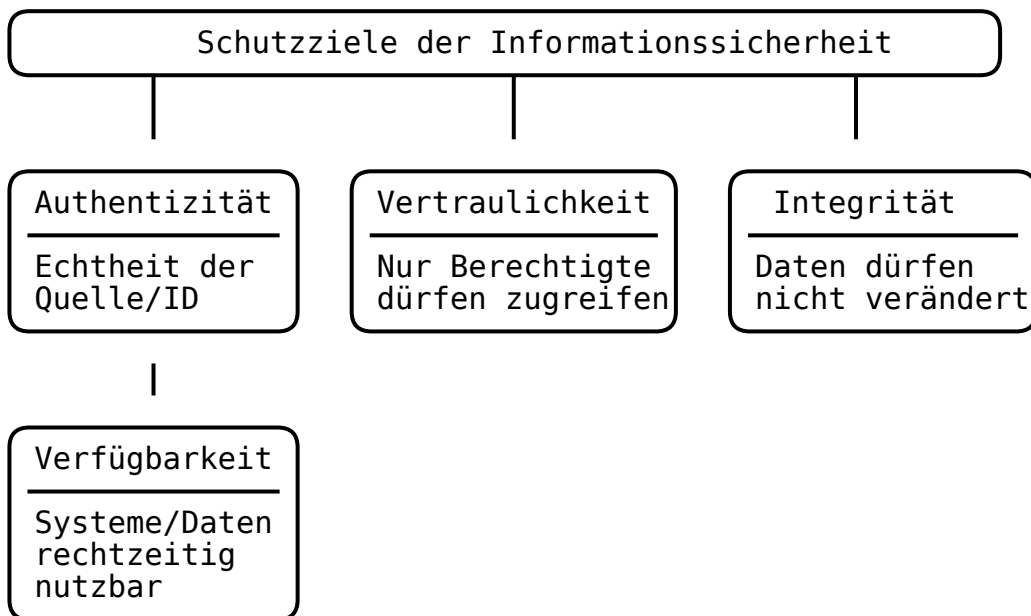 Schutzziele der Informationssicherheit
Authentizität
Echtheit der
Quelle/ID
Vertraulichkeit
Nur Berechtigte
dürfen zugreifen
Integrität
Daten dürfen
nicht verändert
Verfügbarkeit
Systeme/Daten
rechtzeitig
nutzbar